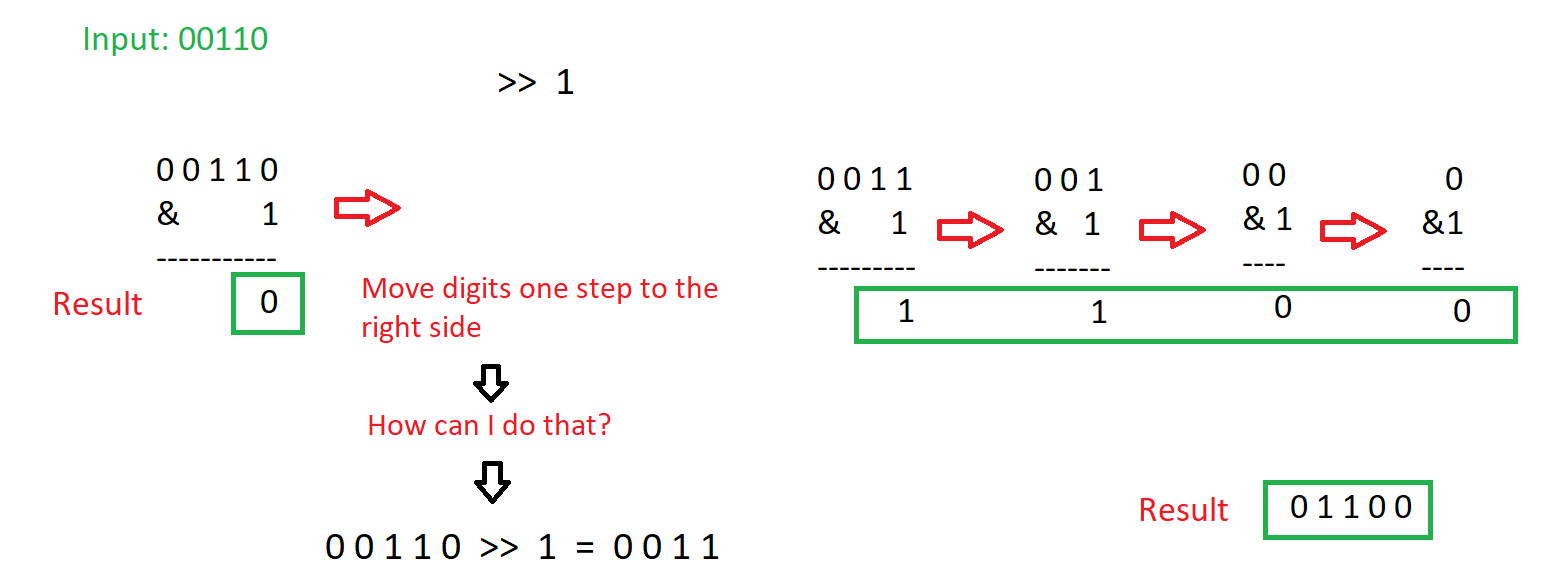 Input: 00110
>> 1
0 0 1 1 0
& 1
-----------
Result 0
Move digits one step to the
right side
How can I do that?
0 0 1 1 0 >> 1 = 0 0 1 1
0 0 1 1
& 1
---------
1
0 0 1
& 1
-------
1
0 0
& 1
----
0
0
&1
----
0
Result 0 1 1 0 0